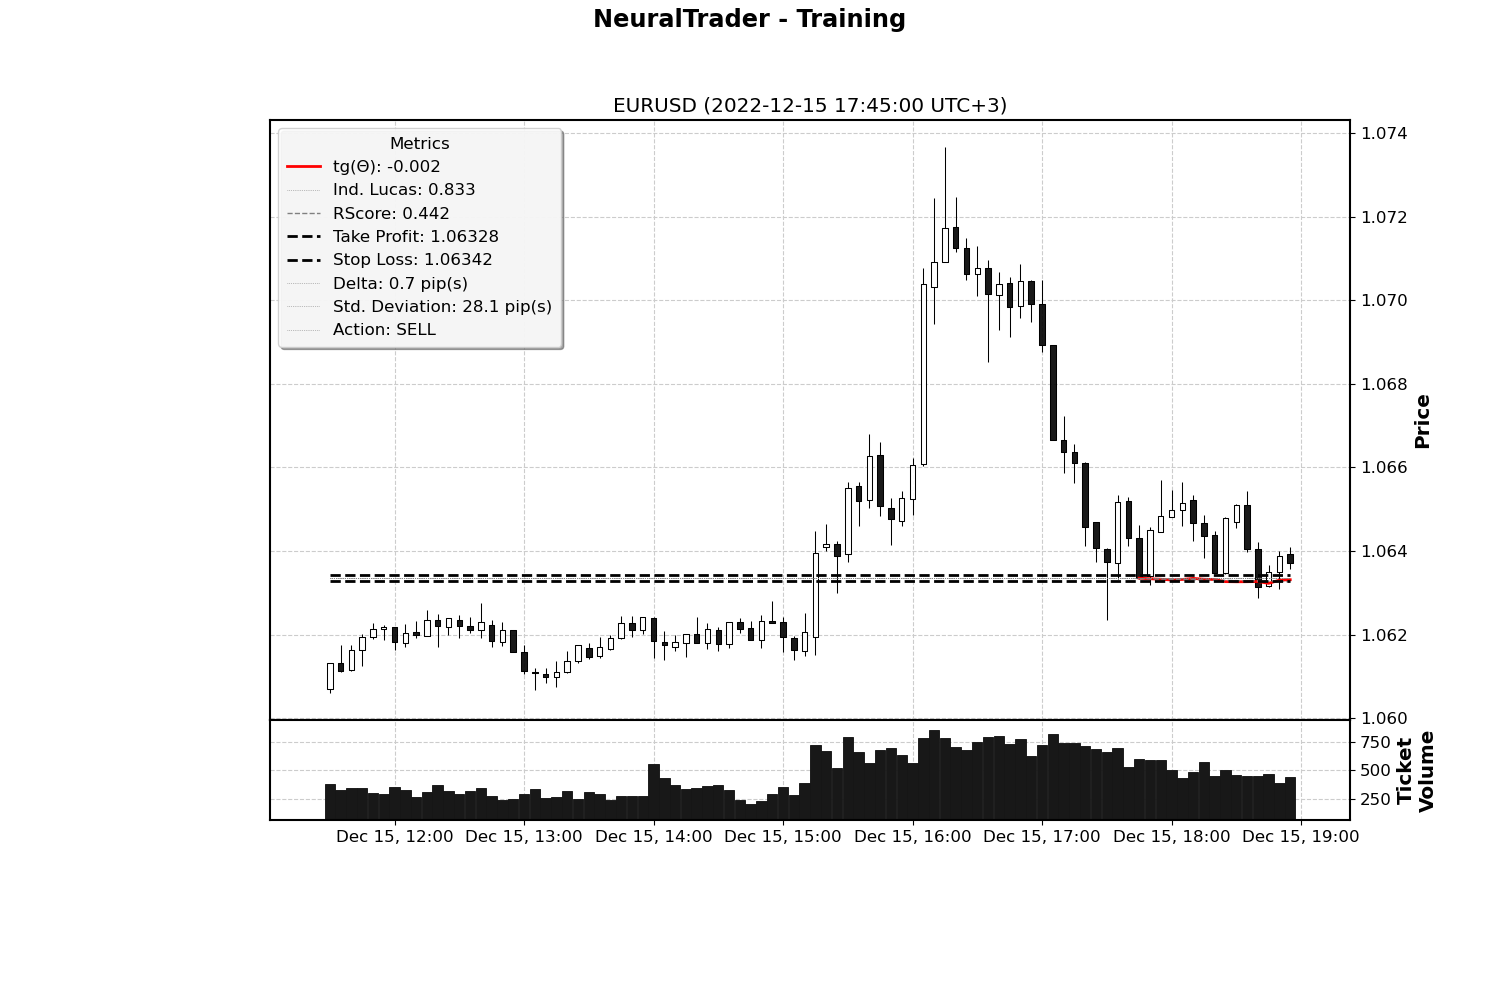 NeuralTrader - Training
EURUSD (2022-12-15 17:45:00 UTC+3)
Metrics
tg(Θ): -0.002
Ind. Lucas: 0.833
RScore: 0.442
Take Profit: 1.06328
Stop Loss: 1.06342
Delta: 0.7 pip(s)
Std. Deviation: 28.1 pip(s)
Action: SELL
1.074
1.072
1.070
1.068
1.066
1.064
1.062
1.060
Price
750
500
250
Ticket
Volume
Dec 15, 12:00
Dec 15, 13:00
Dec 15, 14:00
Dec 15, 15:00
Dec 15, 16:00
Dec 15, 17:00
Dec 15, 18:00
Dec 15, 19:00